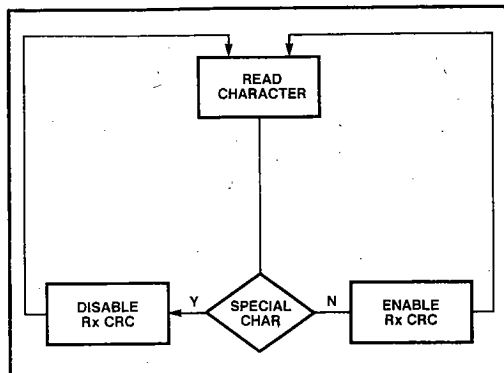 READ
CHARACTER
DISABLE
Rx CRC
Y
SPECIAL
CHAR
N
ENABLE
Rx CRC